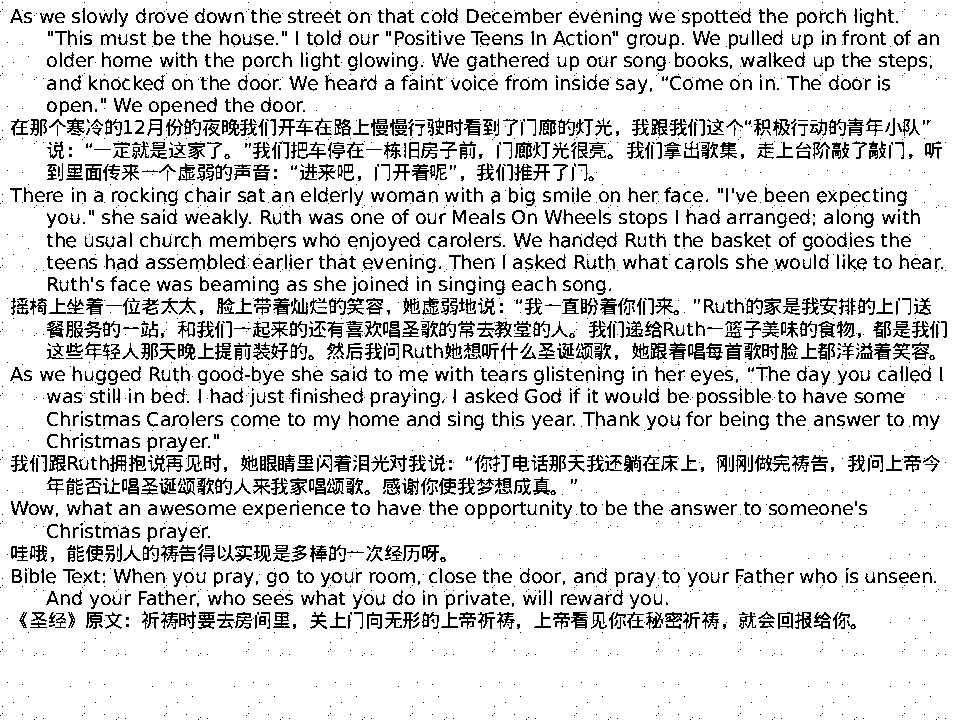 As we slowly drove down the street on that cold December evening we spotted the porch light.
"This must be the house." I told our "Positive Teens In Action" group. We pulled up in front of an
older home with the porch light glowing. We gathered up our song books, walked up the steps,
and knocked on the door. We heard a faint voice from inside say, “Come on in. The door is
open." We opened the door.
在那个寒冷的12月份的夜晚我们开车在路上慢慢行驶时看到了门廊的灯光，我跟我们这个“积极行动的青年小队”
说：“一定就是这家了。”我们把车停在一栋旧房子前，门廊灯光很亮。我们拿出歌集，走上台阶敲了敲门，听
到里面传来一个虚弱的声音：“进来吧，门开着呢”，我们推开了门。
There in a rocking chair sat an elderly woman with a big smile on her face. "I've been expecting
you." she said weakly. Ruth was one of our Meals On Wheels stops I had arranged; along with
the usual church members who enjoyed carolers. We handed Ruth the basket of goodies the
teens had assembled earlier that evening. Then I asked Ruth what carols she would like to hear.
Ruth's face was beaming as she joined in singing each song.
摇椅上坐着一位老太太，脸上带着灿烂的笑容，她虚弱地说：“我一直盼着你们来。”Ruth的家是我安排的上门送
餐服务的一站，和我们一起来的还有喜欢唱圣歌的常去教堂的人。我们递给Ruth一篮子美味的食物，都是我们
这些年轻人那天晚上提前装好的。然后我问Ruth她想听什么圣诞颂歌，她跟着唱每首歌时脸上都洋溢着笑容。
As we hugged Ruth good-bye she said to me with tears glistening in her eyes, “The day you called I
was still in bed. I had just finished praying. I asked God if it would be possible to have some
Christmas Carolers come to my home and sing this year. Thank you for being the answer to my
Christmas prayer."
我们跟Ruth拥抱说再见时，她眼睛里闪着泪光对我说：“你打电话那天我还躺在床上，刚刚做完祷告，我问上帝今
年能否让唱圣诞颂歌的人来我家唱颂歌。感谢你使我梦想成真。”
Wow, what an awesome experience to have the opportunity to be the answer to someone's
Christmas prayer.
哇哦，能使别人的祷告得以实现是多棒的一次经历呀。
Bible Text: When you pray, go to your room, close the door, and pray to your Father who is unseen.
And your Father, who sees what you do in private, will reward you.
《圣经》原文：祈祷时要去房间里，关上门向无形的上帝祈祷，上帝看见你在秘密祈祷，就会回报给你。